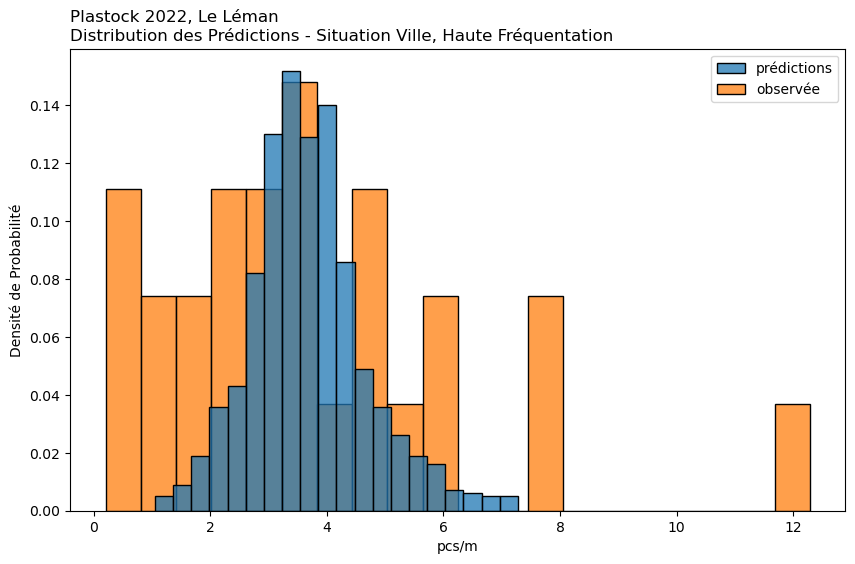 Plastock 2022, Le Léman
Distribution des Prédictions - Situation Ville, Haute Fréquentation
prédictions
observée
Densité de Probabilité
0.14
0.12
0.10
0.08
0.06
0.04
0.02
0.00
0 2 4 6 8 10 12
pcs/m